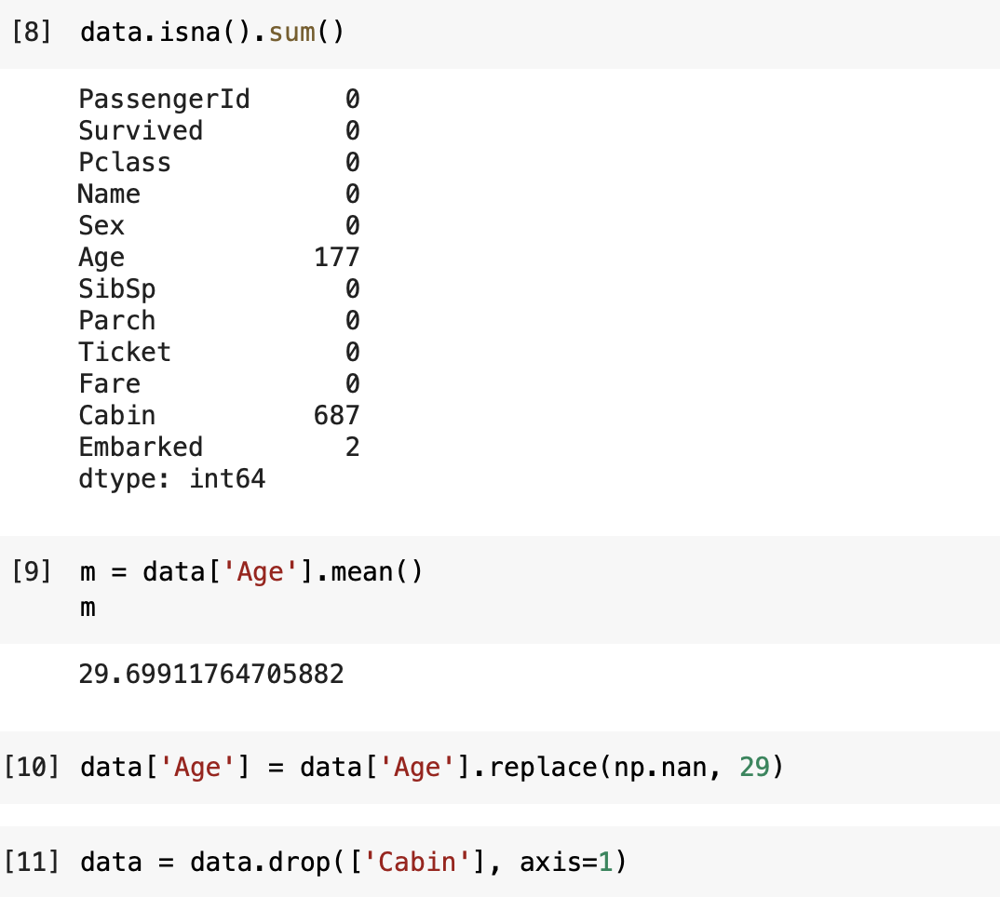 [8] data.isna().sum()
PassengerId 0
Survived 0
Pclass 0
Name 0
Sex 0
Age 177
SibSp 0
Parch 0
Ticket 0
Fare 0
Cabin 687
Embarked 2
dtype: int64
[9] m = data['Age'].mean()
m
29.69911764705882
[10] data['Age'] = data['Age'].replace(np.nan, 29)
[11] data = data.drop(['Cabin'], axis=1)